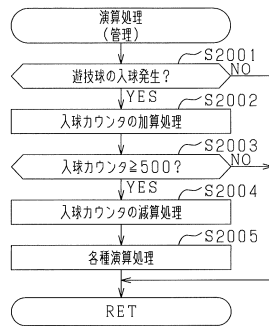 演算処理
(管理)
S2001
遊技球の入球発生?
NO
YES
S2002
入球カウンタの加算処理
S2003
入球カウンタ≧500?
NO
YES
S2004
入球カウンタの減算処理
S2005
各種演算処理
RET